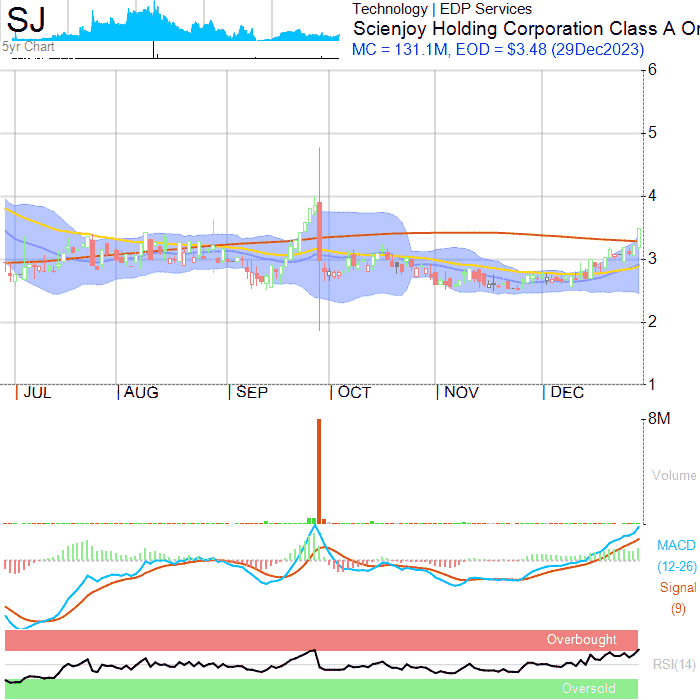 SJ
5yr Chart
Technology | EDP Services
Scienjoy Holding Corporation Class A Or
MC = 131.1M, EOD = $3.48 (29Dec2023)
6
5
4
3
2
1
JUL AUG SEP OCT NOV DEC
8M
Volume
MACD
(12-26)
Signal
(9)
Overbought
RSI(14)
Oversold